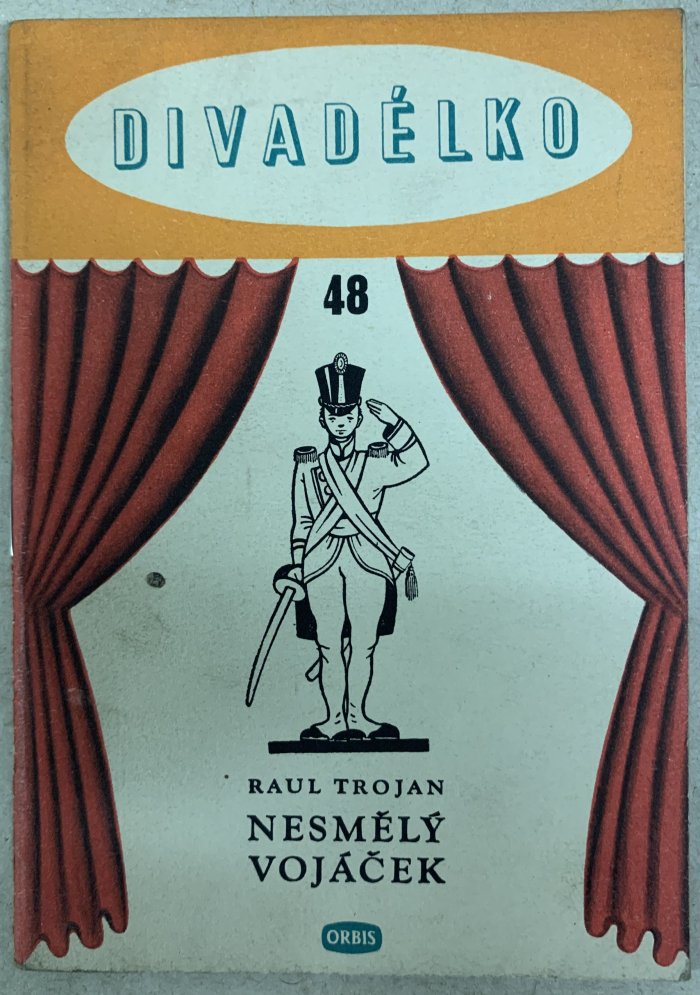 DIVADÉLKO
48
RAUL TROJAN
NESMĚLÝ
VOJÁČEK
ORBIS